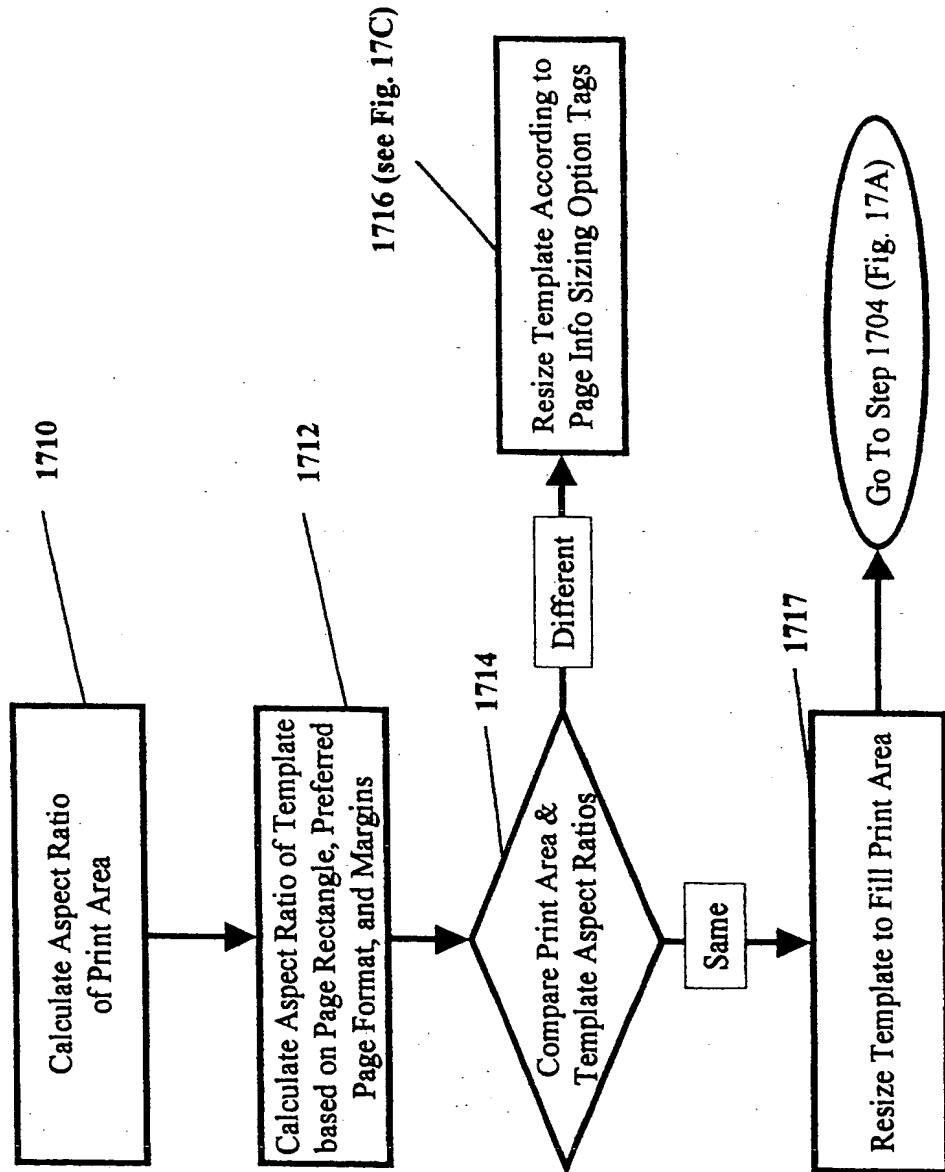 1710
Calculate Aspect Ratio
of Print Area
1712
Calculate Aspect Ratio of Template
based on Page Rectangle, Preferred
Page Format, and Margins
1714
Compare Print Area &
Template Aspect Ratios
Different
1716 (see Fig. 17C)
Resize Template According to
Page Info Sizing Option Tags
Same
1717
Resize Template to Fill Print Area
Go To Step 1704 (Fig. 17A)